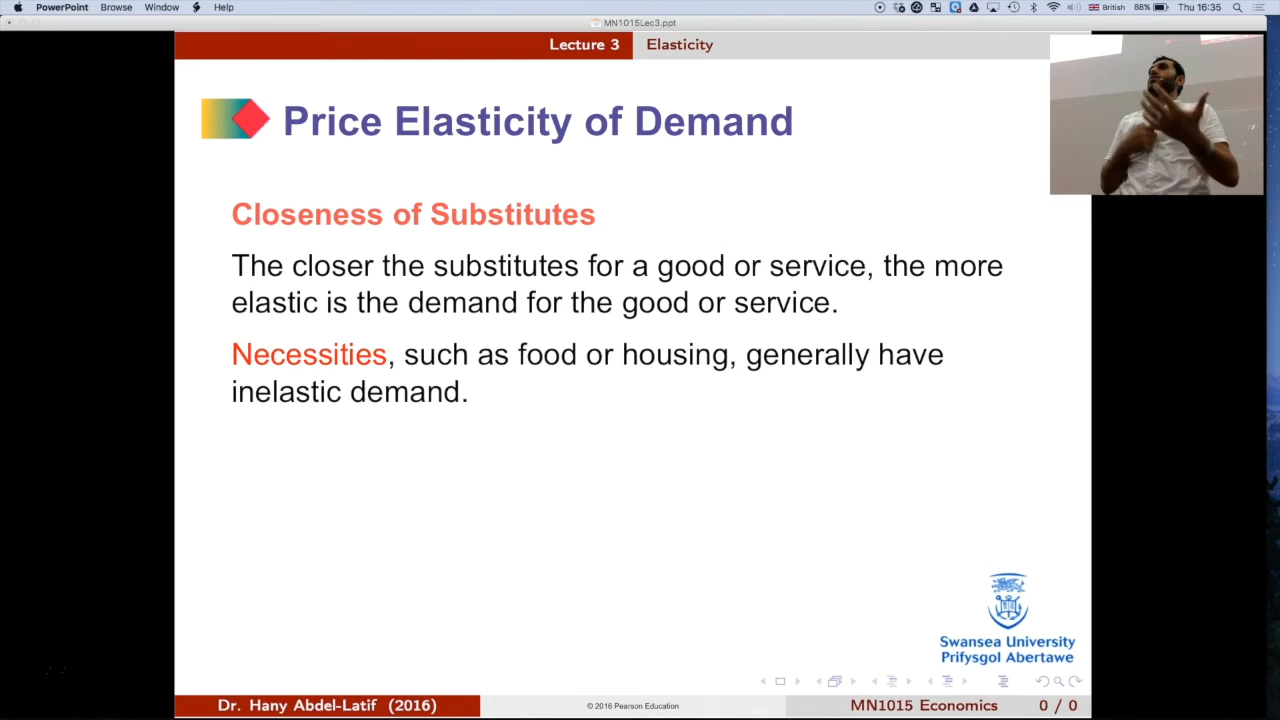 PowerPoint Browse Window Help
British 88% Thu 16:35
MN1015Lec3.ppt
Lecture 3 Elasticity
Price Elasticity of Demand
Closeness of Substitutes
The closer the substitutes for a good or service, the more
elastic is the demand for the good or service.
Necessities, such as food or housing, generally have
inelastic demand.
Swansea University
Prifysgol Abertawe
Dr. Hany Abdel-Latif (2016) © 2016 Pearson Education MN1015 Economics 0 / 0